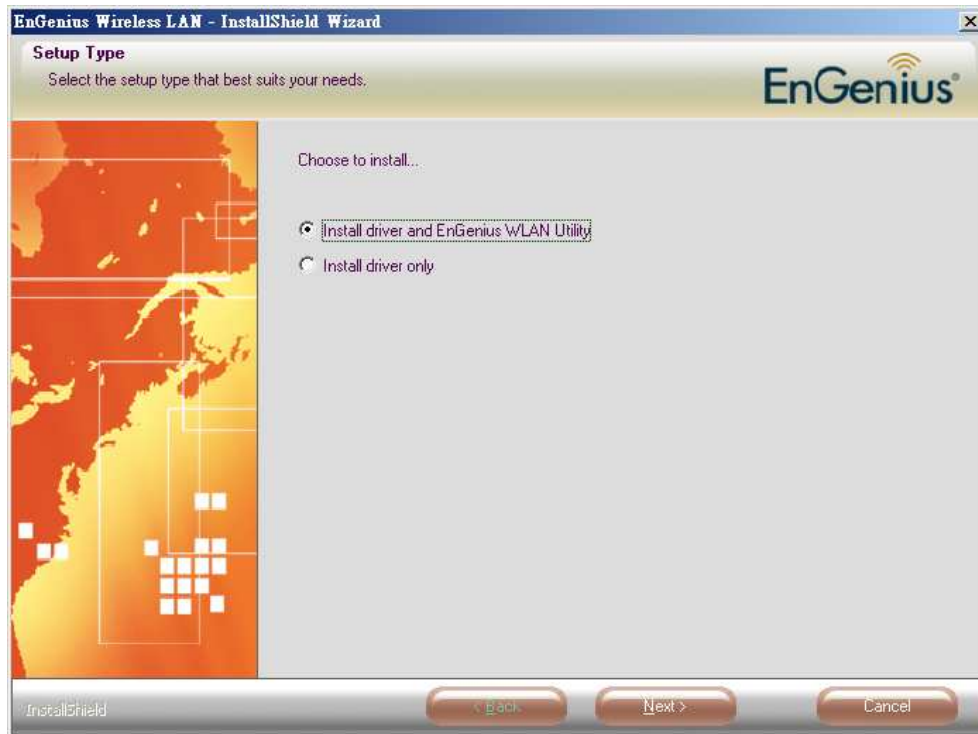 EnGenius Wireless LAN - InstallShield Wizard
Setup Type
Select the setup type that best suits your needs.
EnGenius®
Choose to install...
Install driver and EnGenius WLAN Utility
Install driver only
InstallShield
< Back
Next >
Cancel